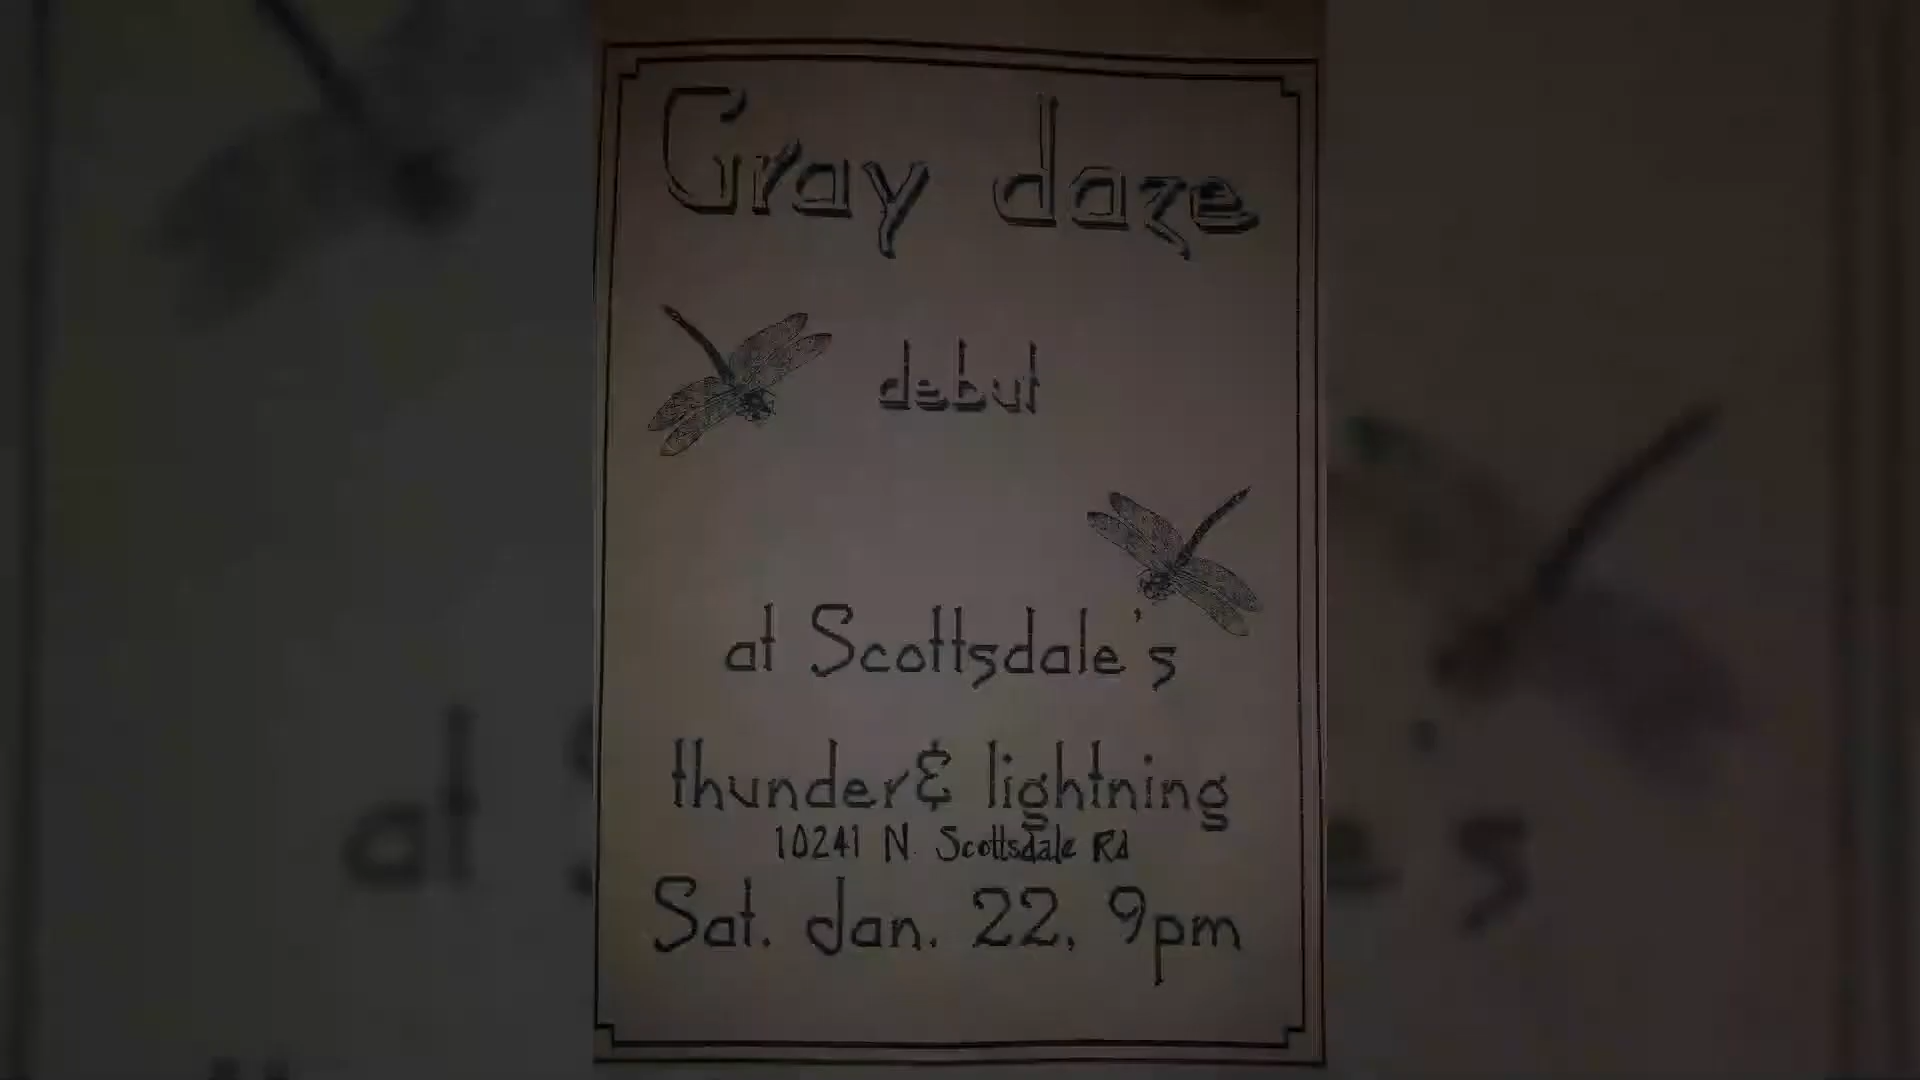 Gray daze
debut
at Scottsdale's
thunder & lightning
10241 N. Scottsdale Rd
Sat. Jan. 22, 9pm